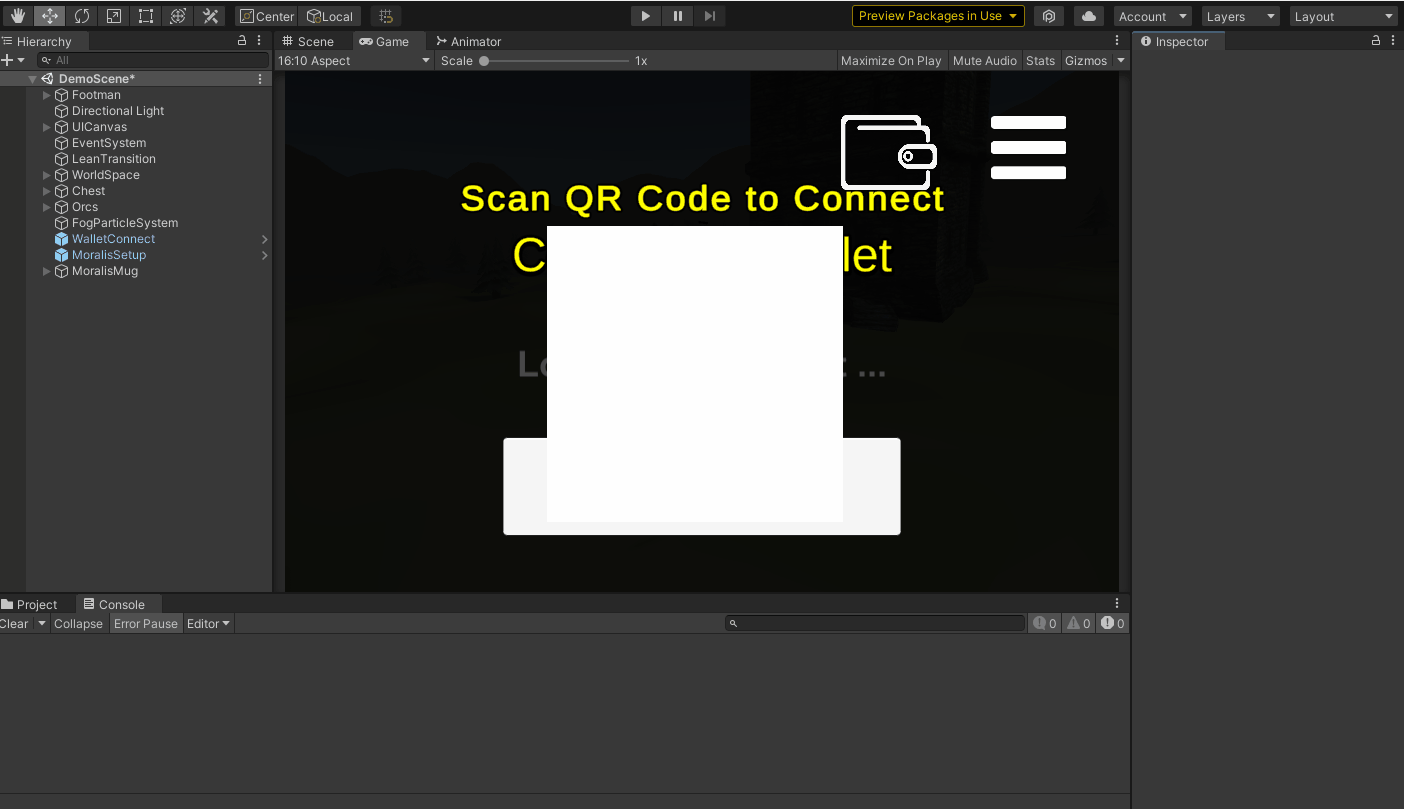 Center
Local
Preview Packages in Use
Account
Layers
Layout
Hierarchy
Scene
Game
Animator
Inspector
All
16:10 Aspect
Scale
1x
Maximize On Play
Mute Audio
Stats
Gizmos
DemoScene*
Footman
Directional Light
UICanvas
EventSystem
LeanTransition
WorldSpace
Chest
Orcs
FogParticleSystem
WalletConnect
MoralisSetup
MoralisMug
Scan QR Code to Connect
C let
Lo ...
Project
Console
Clear
Collapse
Error Pause
Editor
0
0
0